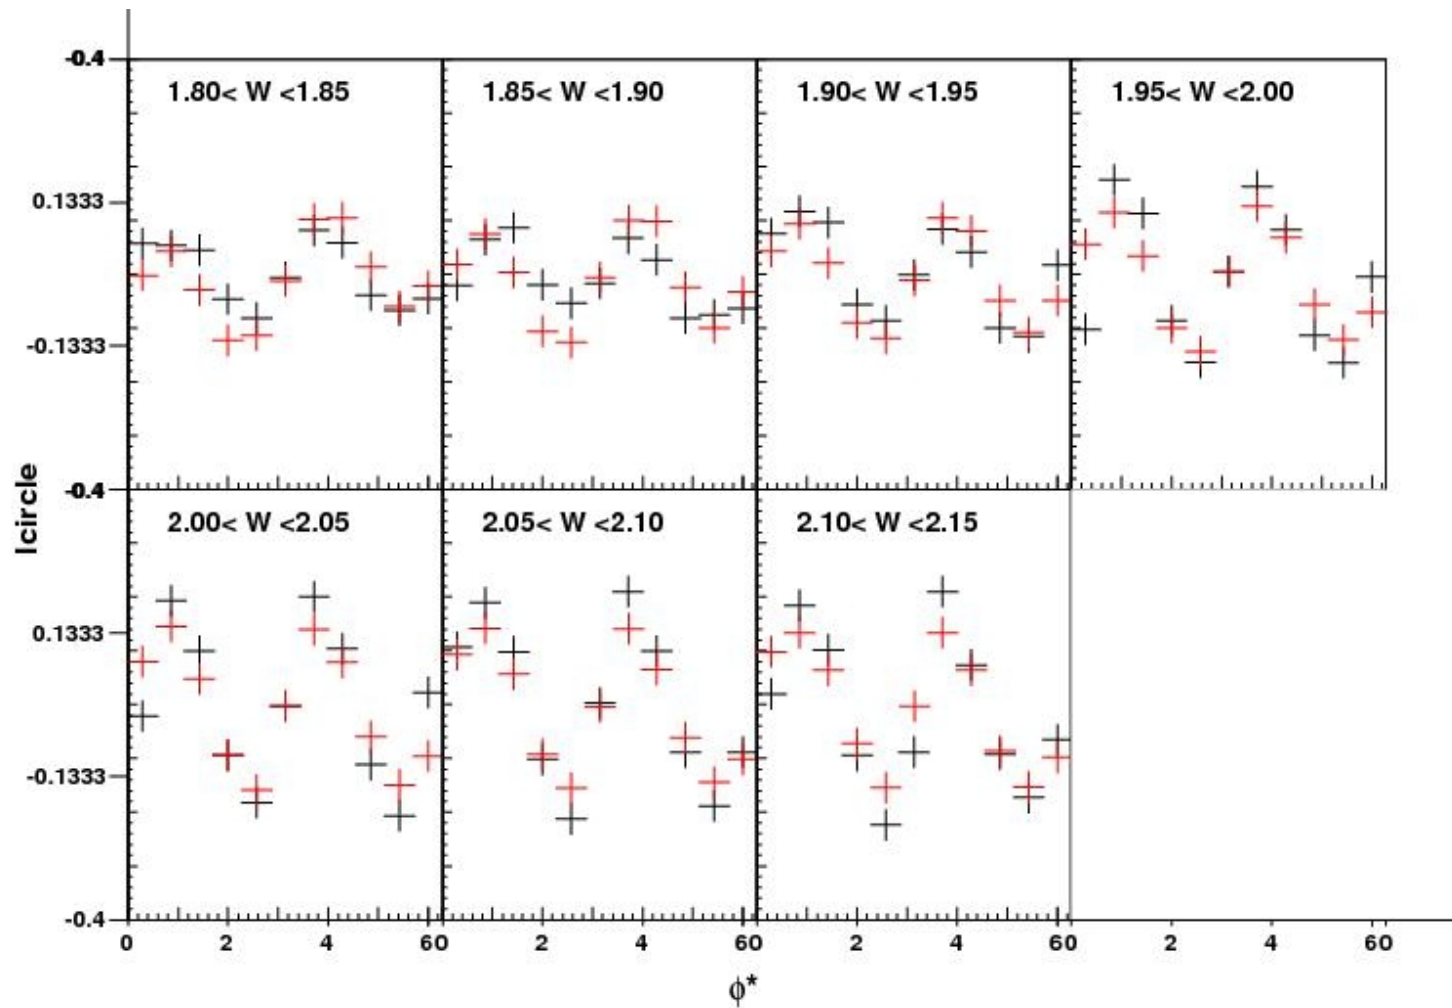 -0.4
1.80< W <1.85
1.85< W <1.90
1.90< W <1.95
1.95< W <2.00
0.1333
-0.1333
-0.4
2.00< W <2.05
2.05< W <2.10
2.10< W <2.15
Icircle
0.1333
-0.1333
-0.4
0 2 4 60 2 4 60 2 4 60 2 4 60
ϕ*